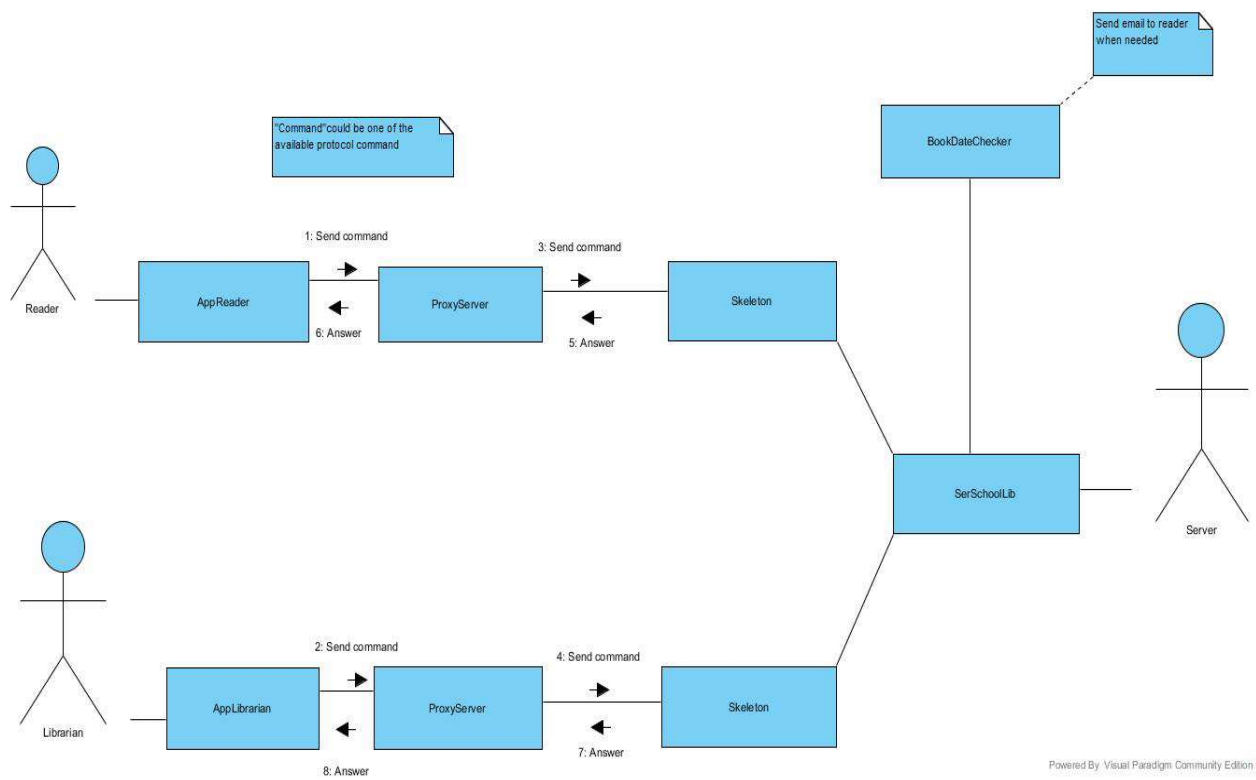 Send email to reader
when needed
"Command"could be one of the
available protocol command
BookDateChecker
1: Send command
3: Send command
AppReader
ProxyServer
Skeleton
Reader
6: Answer
5: Answer
SerSchoolLib
Server
2: Send command
4: Send command
AppLibrarian
ProxyServer
Skeleton
Librarian
8: Answer
7: Answer
Powered By Visual Paradigm Community Edition